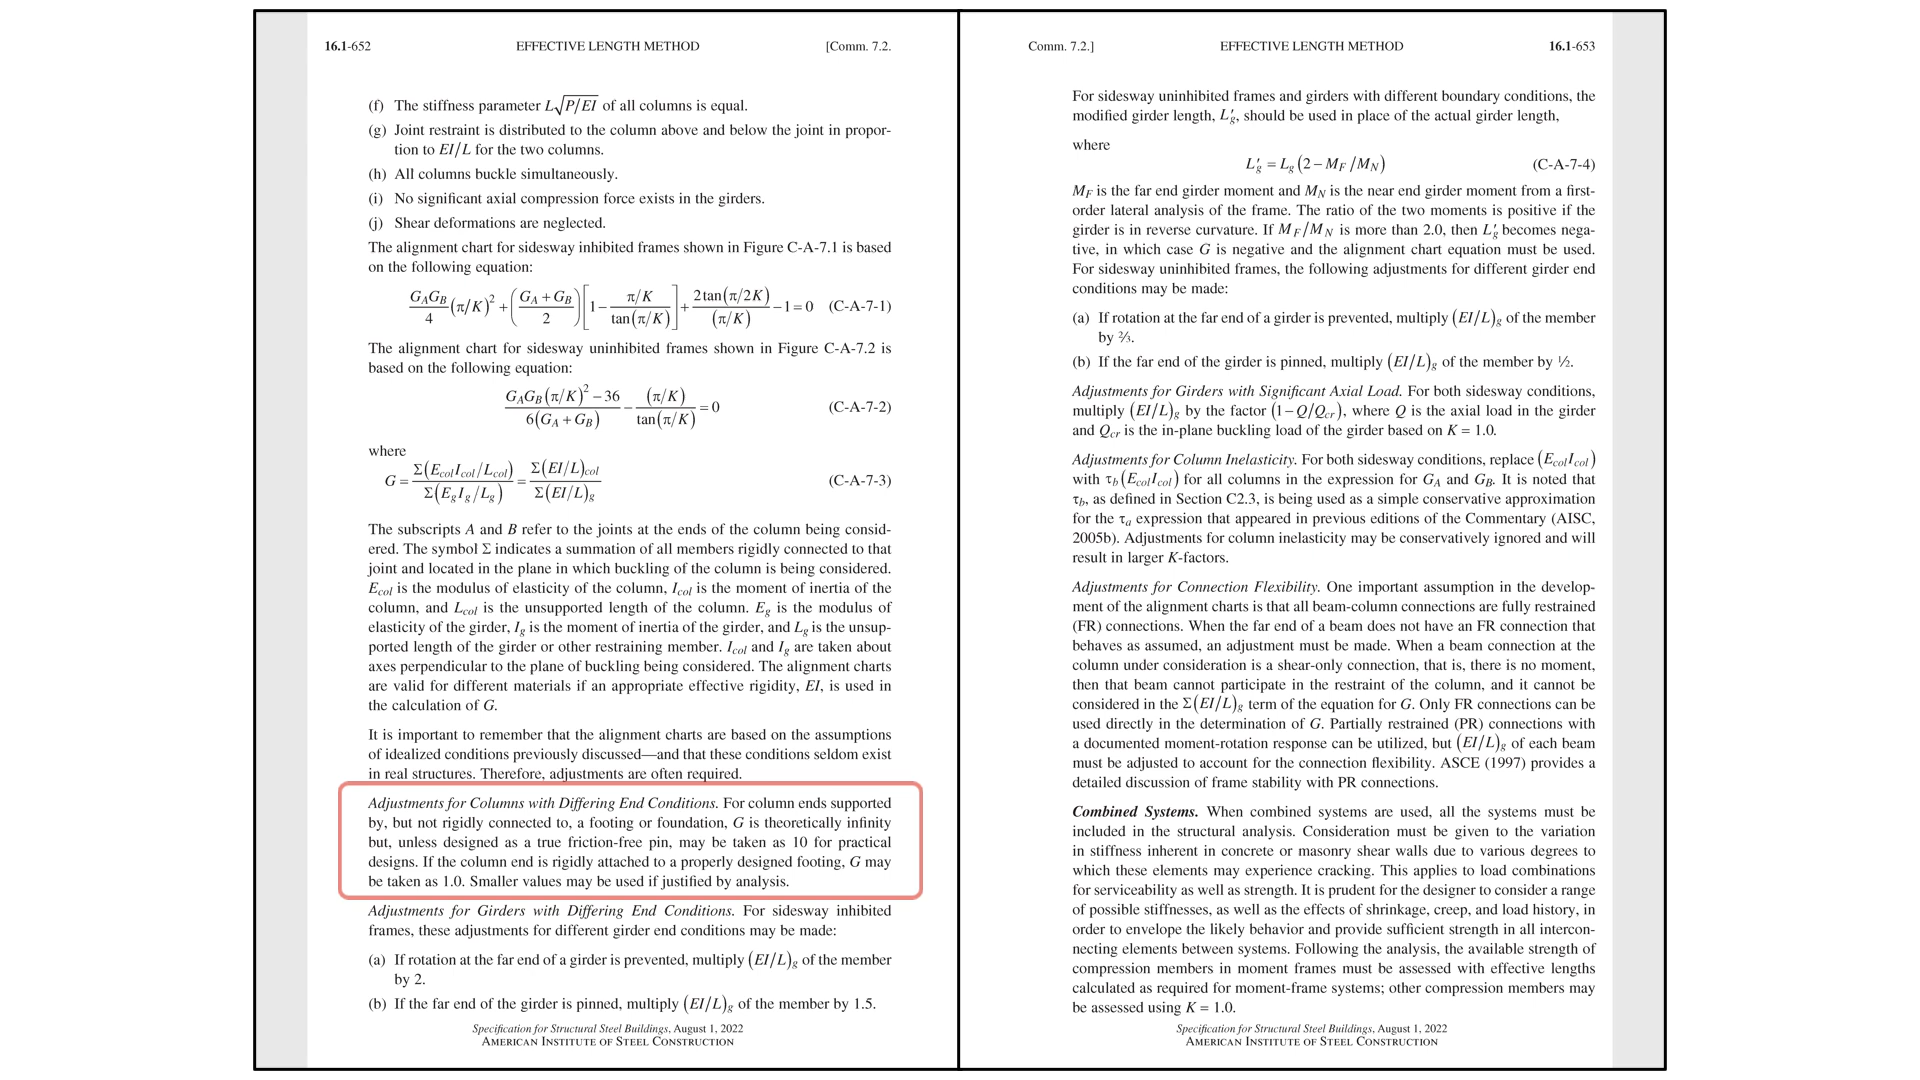 16.1-652 EFFECTIVE LENGTH METHOD [Comm. 7.2.
(f) The stiffness parameter L√P/EI of all columns is equal.
(g) Joint restraint is distributed to the column above and below the joint in propor-
tion to EI/L for the two columns.
(h) All columns buckle simultaneously.
(i) No significant axial compression force exists in the girders.
(j) Shear deformations are neglected.
The alignment chart for sidesway inhibited frames shown in Figure C-A-7.1 is based
on the following equation:
G_A G_B/4 (π/K)² + ((G_A + G_B)/2) [1 − (π/K)/tan(π/K)] + 2tan(π/2K)/(π/K) − 1 = 0 (C-A-7-1)
The alignment chart for sidesway uninhibited frames shown in Figure C-A-7.2 is
based on the following equation:
(G_A G_B (π/K)² − 36)/(6(G_A + G_B)) − (π/K)/tan(π/K) = 0 (C-A-7-2)
where
G = Σ(E_col I_col/L_col)/Σ(E_g I_g/L_g) = Σ(EI/L)_col/Σ(EI/L)_g (C-A-7-3)
The subscripts A and B refer to the joints at the ends of the column being consid-
ered. The symbol Σ indicates a summation of all members rigidly connected to that
joint and located in the plane in which buckling of the column is being considered.
E_col is the modulus of elasticity of the column, I_col is the moment of inertia of the
column, and L_col is the unsupported length of the column. E_g is the modulus of
elasticity of the girder, I_g is the moment of inertia of the girder, and L_g is the unsup-
ported length of the girder or other restraining member. I_col and I_g are taken about
axes perpendicular to the plane of buckling being considered. The alignment charts
are valid for different materials if an appropriate effective rigidity, EI, is used in
the calculation of G.
It is important to remember that the alignment charts are based on the assumptions
of idealized conditions previously discussed—and that these conditions seldom exist
in real structures. Therefore, adjustments are often required.
Adjustments for Columns with Differing End Conditions. For column ends supported
by, but not rigidly connected to, a footing or foundation, G is theoretically infinity
but, unless designed as a true friction-free pin, may be taken as 10 for practical
designs. If the column end is rigidly attached to a properly designed footing, G may
be taken as 1.0. Smaller values may be used if justified by analysis.
Adjustments for Girders with Differing End Conditions. For sidesway inhibited
frames, these adjustments for different girder end conditions may be made:
(a) If rotation at the far end of a girder is prevented, multiply (EI/L)_g of the member
by 2.
(b) If the far end of the girder is pinned, multiply (EI/L)_g of the member by 1.5.
Specification for Structural Steel Buildings, August 1, 2022
AMERICAN INSTITUTE OF STEEL CONSTRUCTION
Comm. 7.2.] EFFECTIVE LENGTH METHOD 16.1-653
For sidesway uninhibited frames and girders with different boundary conditions, the
modified girder length, L′_g, should be used in place of the actual girder length,
where
L′_g = L_g (2 − M_F/M_N) (C-A-7-4)
M_F is the far end girder moment and M_N is the near end girder moment from a first-
order lateral analysis of the frame. The ratio of the two moments is positive if the
girder is in reverse curvature. If M_F/M_N is more than 2.0, then L′_g becomes nega-
tive, in which case G is negative and the alignment chart equation must be used.
For sidesway uninhibited frames, the following adjustments for different girder end
conditions may be made:
(a) If rotation at the far end of a girder is prevented, multiply (EI/L)_g of the member
by ⅔.
(b) If the far end of the girder is pinned, multiply (EI/L)_g of the member by ½.
Adjustments for Girders with Significant Axial Load. For both sidesway conditions,
multiply (EI/L)_g by the factor (1−Q/Q_cr), where Q is the axial load in the girder
and Q_cr is the in-plane buckling load of the girder based on K = 1.0.
Adjustments for Column Inelasticity. For both sidesway conditions, replace (E_col I_col)
with τ_b(E_col I_col) for all columns in the expression for G_A and G_B. It is noted that
τ_b, as defined in Section C2.3, is being used as a simple conservative approximation
for the τ_a expression that appeared in previous editions of the Commentary (AISC,
2005b). Adjustments for column inelasticity may be conservatively ignored and will
result in larger K-factors.
Adjustments for Connection Flexibility. One important assumption in the develop-
ment of the alignment charts is that all beam-column connections are fully restrained
(FR) connections. When the far end of a beam does not have an FR connection that
behaves as assumed, an adjustment must be made. When a beam connection at the
column under consideration is a shear-only connection, that is, there is no moment,
then that beam cannot participate in the restraint of the column, and it cannot be
considered in the Σ(EI/L)_g term of the equation for G. Only FR connections can be
used directly in the determination of G. Partially restrained (PR) connections with
a documented moment-rotation response can be utilized, but (EI/L)_g of each beam
must be adjusted to account for the connection flexibility. ASCE (1997) provides a
detailed discussion of frame stability with PR connections.
Combined Systems. When combined systems are used, all the systems must be
included in the structural analysis. Consideration must be given to the variation
in stiffness inherent in concrete or masonry shear walls due to various degrees to
which these elements may experience cracking. This applies to load combinations
for serviceability as well as strength. It is prudent for the designer to consider a range
of possible stiffnesses, as well as the effects of shrinkage, creep, and load history, in
order to envelope the likely behavior and provide sufficient strength in all intercon-
necting elements between systems. Following the analysis, the available strength of
compression members in moment frames must be assessed with effective lengths
calculated as required for moment-frame systems; other compression members may
be assessed using K = 1.0.
Specification for Structural Steel Buildings, August 1, 2022
AMERICAN INSTITUTE OF STEEL CONSTRUCTION